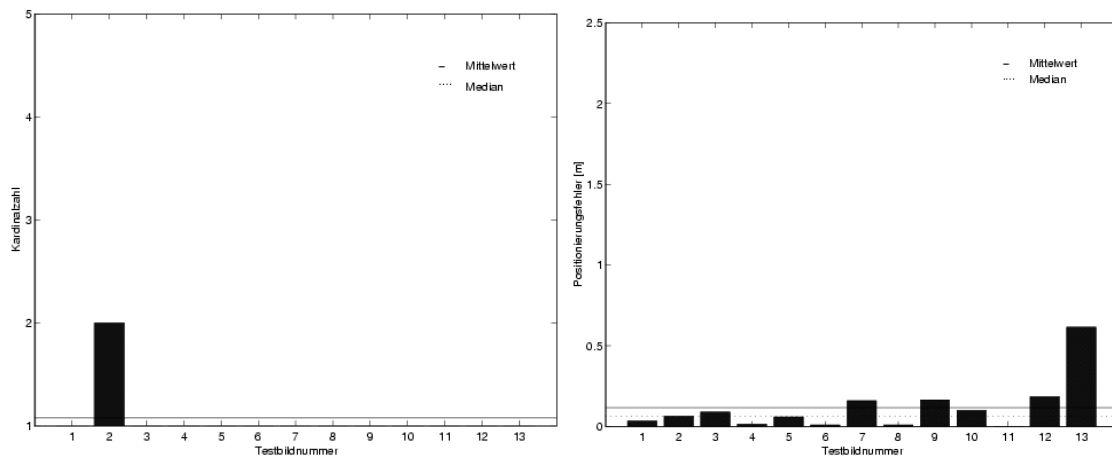 5
4
3
2
1
Kardinalzahl
Mittelwert
Median
1 2 3 4 5 6 7 8 9 10 11 12 13
Testbildnummer
2.5
2
1.5
1
0.5
0
Positionierungsfehler [m]
Mittelwert
Median
1 2 3 4 5 6 7 8 9 10 11 12 13
Testbildnummer